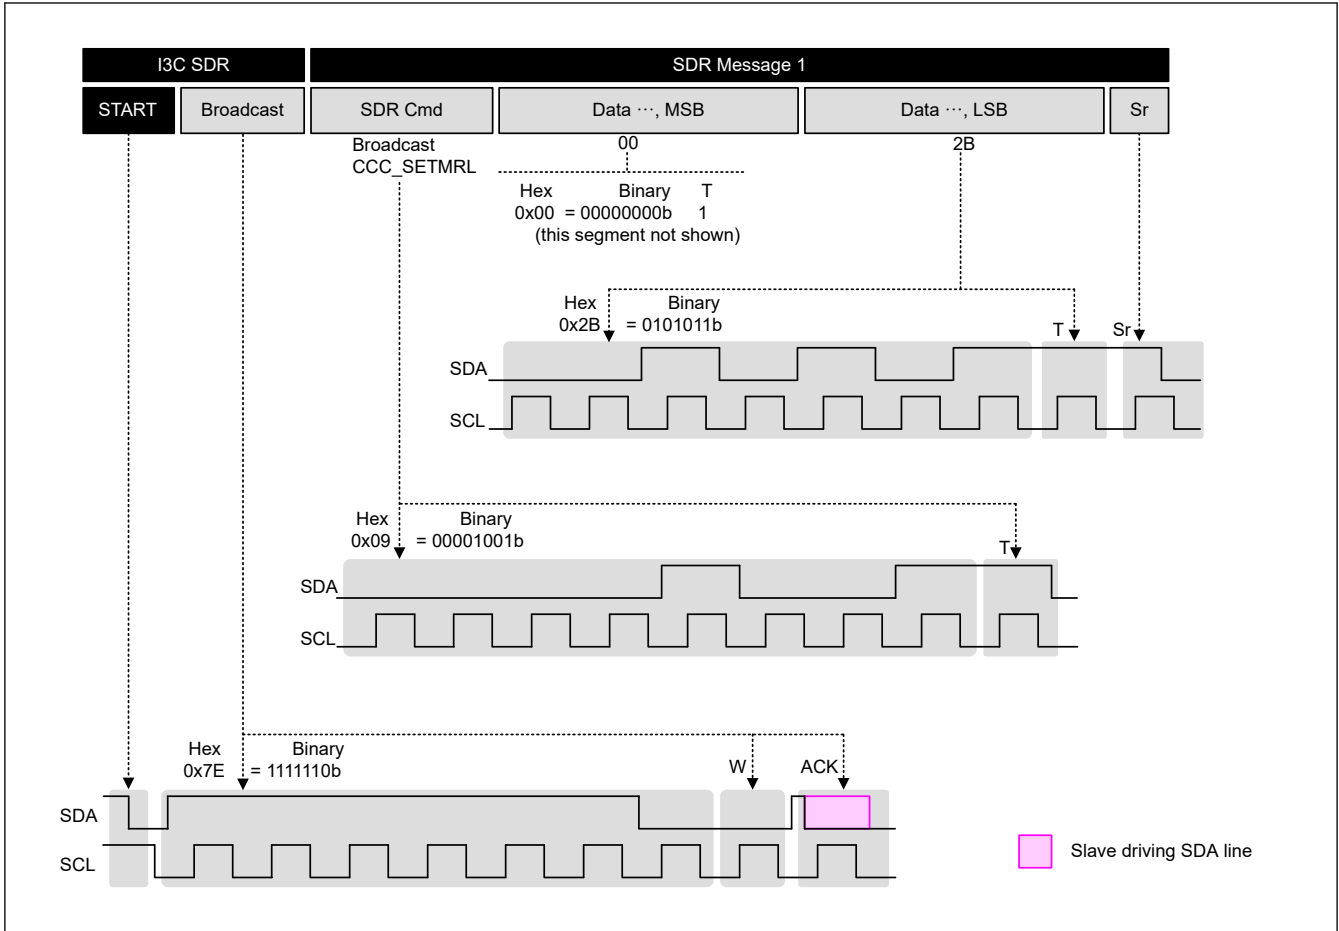 I3C SDR
SDR Message 1
START
Broadcast
SDR Cmd
Data ···, MSB
Data ···, LSB
Sr
Broadcast
CCC_SETMRL
00
2B
Hex Binary T
0x00 = 00000000b 1
(this segment not shown)
Hex Binary
0x2B = 0101011b
T
Sr
SDA
SCL
Hex Binary
0x09 = 00001001b
T
SDA
SCL
Hex Binary
0x7E = 1111110b
W
ACK
SDA
SCL
Slave driving SDA line